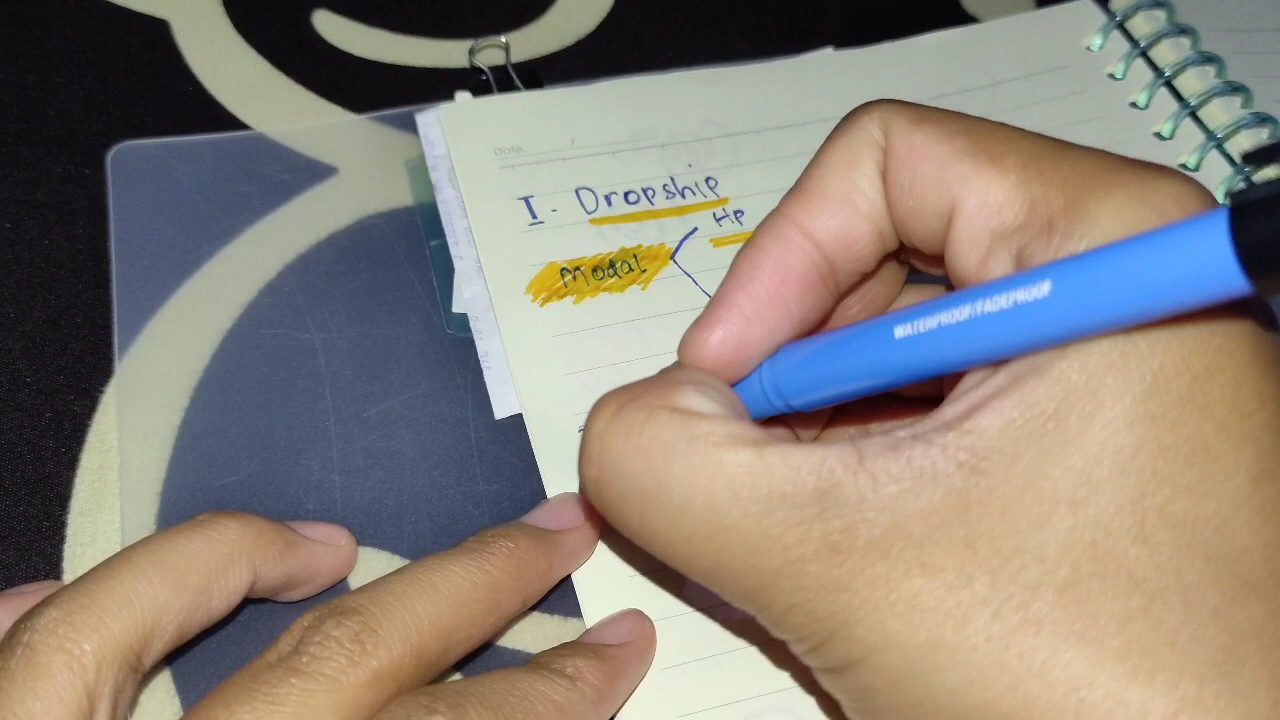 Date / /
I. Dropship
Hp
Modal
WATERPROOF/FADEPROOF